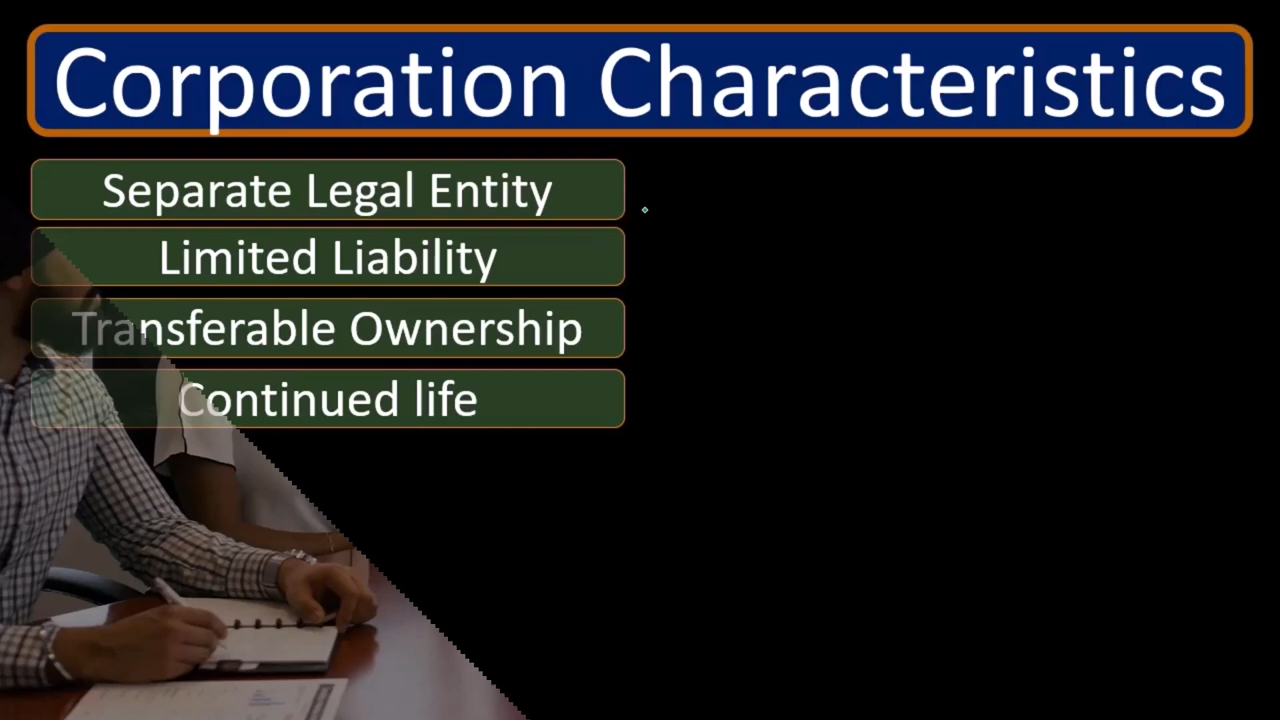 Corporation Characteristics
Separate Legal Entity
Limited Liability
Transferable Ownership
Continued life